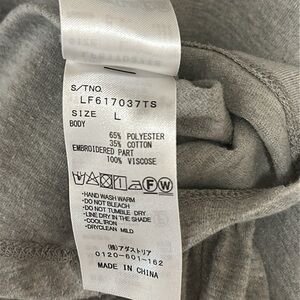 S/TNO.
LF617037TS
SIZE L
BODY
65% POLYESTER
35% COTTON
EMBROIDERED PART
100% VISCOSE
F W
・HAND WASH WARM
・DO NOT BLEACH
・DO NOT TUMBLE DRY
・LINE DRY IN THE SHADE
・COOL IRON
・DRYCLEAN MILD
(株)アダストリア
0120-601-162
MADE IN CHINA